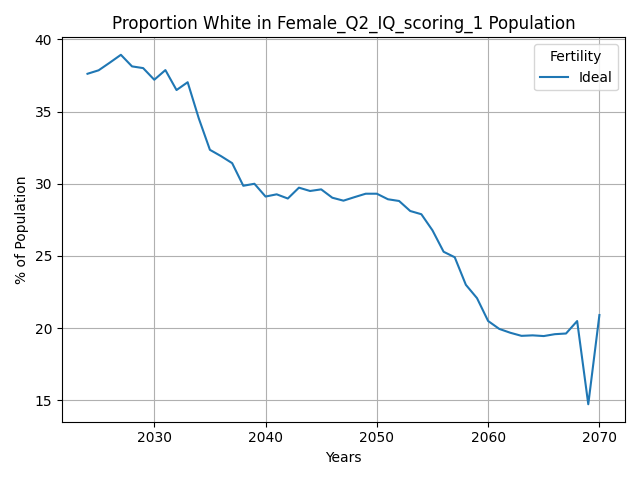 Proportion White in Female_Q2_IQ_scoring_1 Population
40
35
30
25
20
15
% of Population
Fertility
Ideal
2030
2040
2050
2060
2070
Years